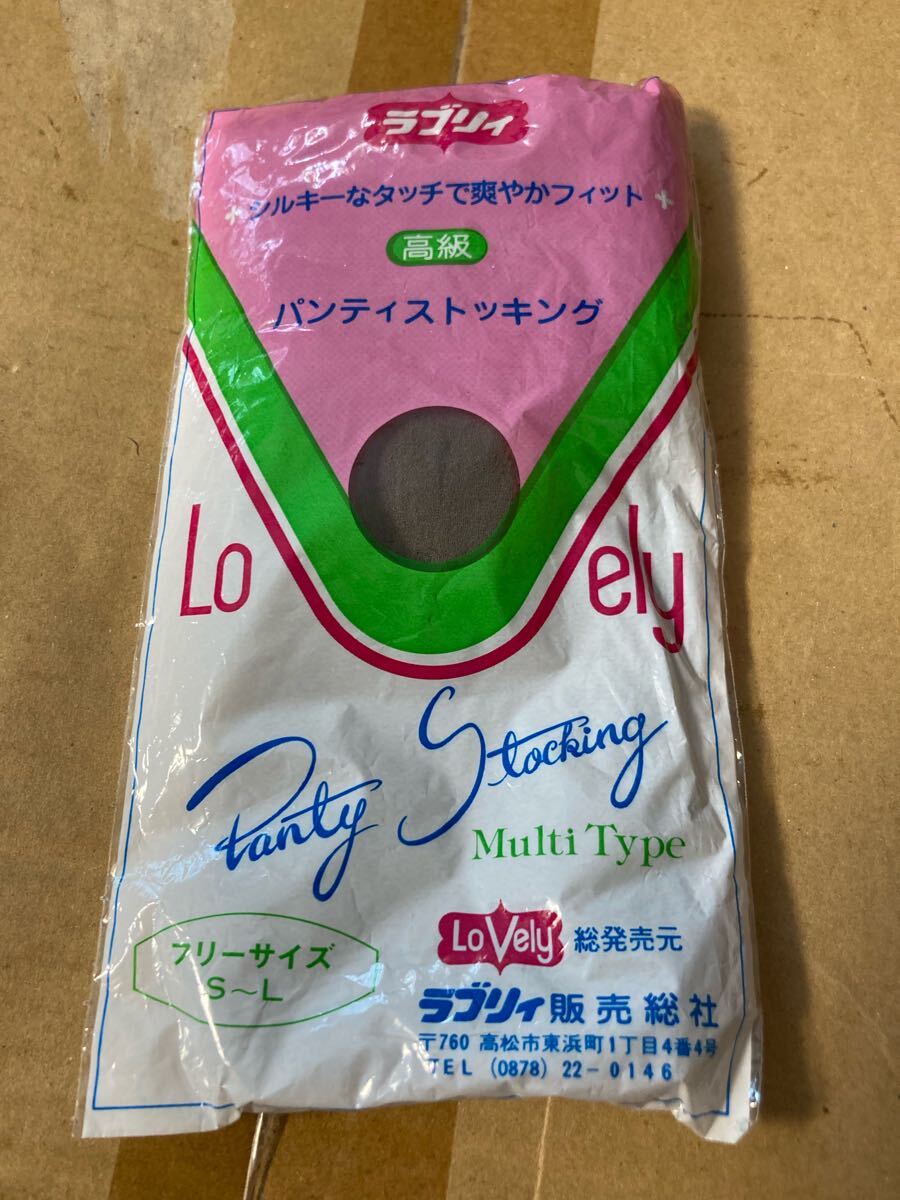 ラブリィ
シルキーなタッチで爽やかフィット
高級
パンティストッキング
Lo ely
Panty Stocking
Multi Type
フリーサイズ
S〜L
LoVely 総発売元
ラブリィ販売総社
〒760 高松市東浜町1丁目4番4号
TEL (0878) 22-0146